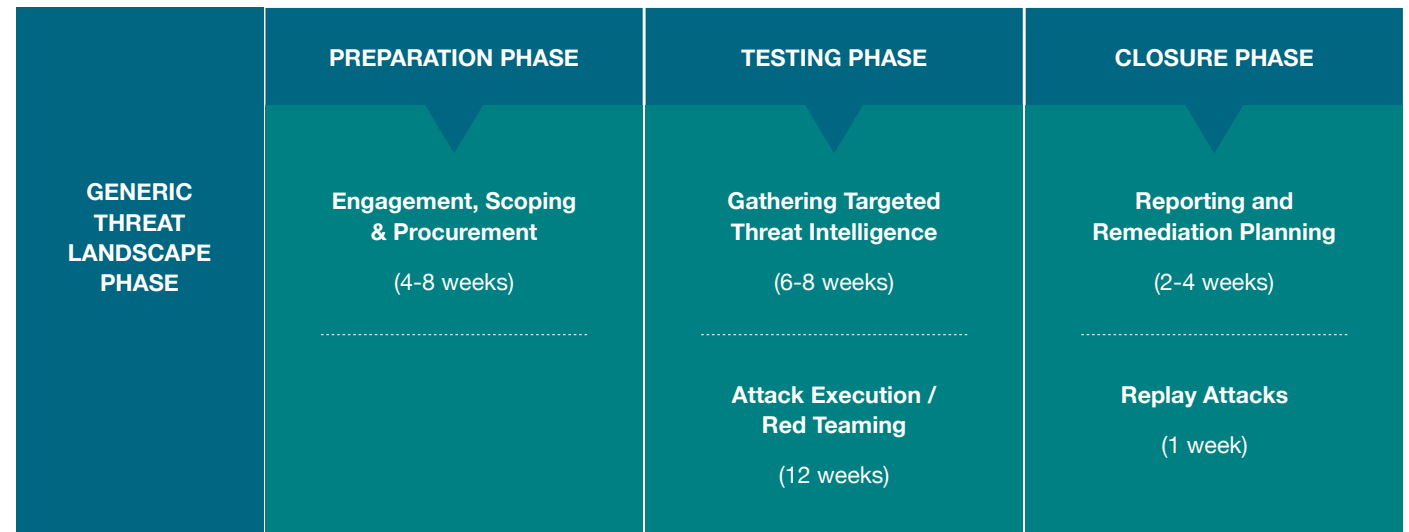 GENERIC
THREAT
LANDSCAPE
PHASE
PREPARATION PHASE
Engagement, Scoping
& Procurement
(4-8 weeks)
TESTING PHASE
Gathering Targeted
Threat Intelligence
(6-8 weeks)
Attack Execution /
Red Teaming
(12 weeks)
CLOSURE PHASE
Reporting and
Remediation Planning
(2-4 weeks)
Replay Attacks
(1 week)